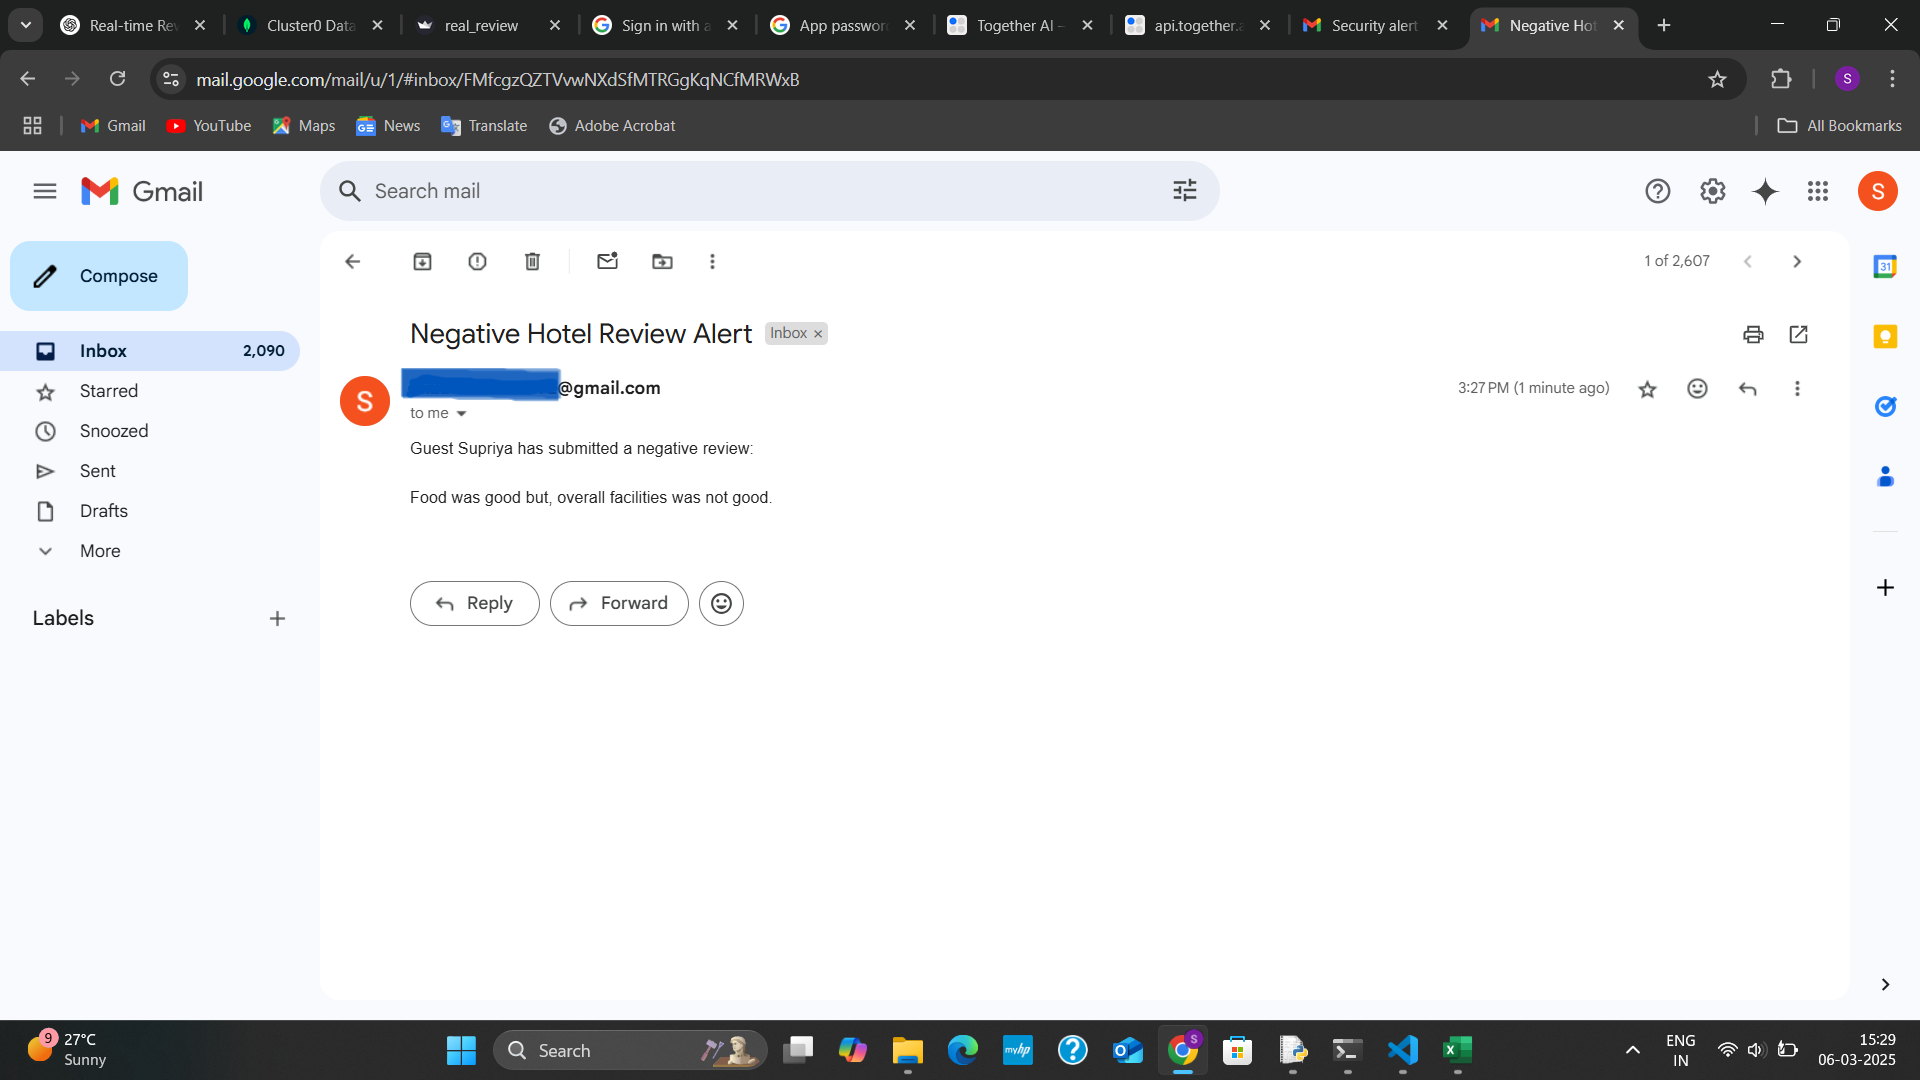 Real-time Rev
Cluster0 Data
real_review
Sign in with a
App passwor
Together AI –
api.together.a
Security alert
Negative Hot
mail.google.com/mail/u/1/#inbox/FMfcgzQZTVvwNXdSfMTRGgKqNCfMRWxB
S
Gmail
YouTube
Maps
News
Translate
Adobe Acrobat
All Bookmarks
Gmail
Search mail
S
Compose
1 of 2,607
31
Negative Hotel Review Alert
Inbox ×
Inbox
2,090
Starred
Snoozed
Sent
Drafts
More
Labels
S
@gmail.com
3:27 PM (1 minute ago)
to me
Guest Supriya has submitted a negative review:
Food was good but, overall facilities was not good.
Reply
Forward
9
27°C
Sunny
Search
myhp
S
ENG
IN
15:29
06-03-2025